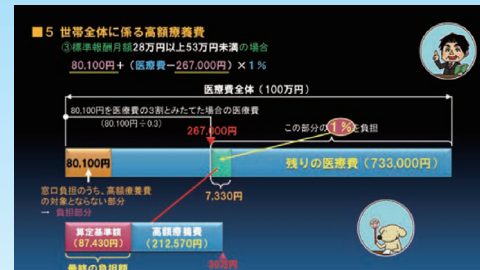 ■5 世帯全体に係る高額療養費
③標準報酬月額28万円以上53万円未満の場合
80,100円+(医療費-267,000円)×1%
医療費全体(100万円)
80,100円を医療費の3割とみたてた場合の医療費
(80,100円÷0.3)
267,000円
この部分の1%を負担
80,100円
残りの医療費(733,000円)
窓口負担のうち、高額療養費
の対象とならない部分
→ 負担部分
7,330円
算定基準額
(87,430円)
高額療養費
(212,570円)
30万円
最終の負担額